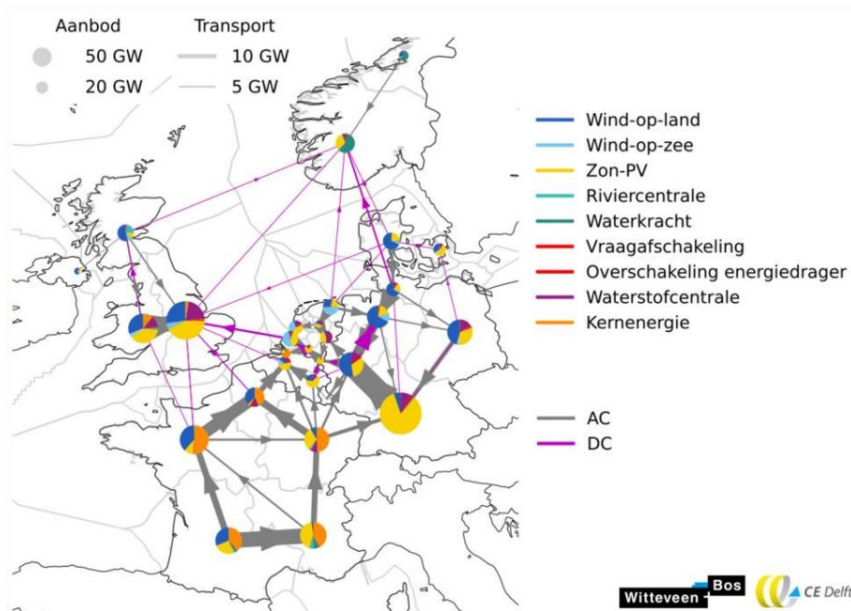 Aanbod Transport
50 GW 10 GW
20 GW 5 GW
Wind-op-land
Wind-op-zee
Zon-PV
Riviercentrale
Waterkracht
Vraagafschakeling
Overschakeling energiedrager
Waterstofcentrale
Kernenergie
AC
DC
Witteveen + Bos
CE Delft